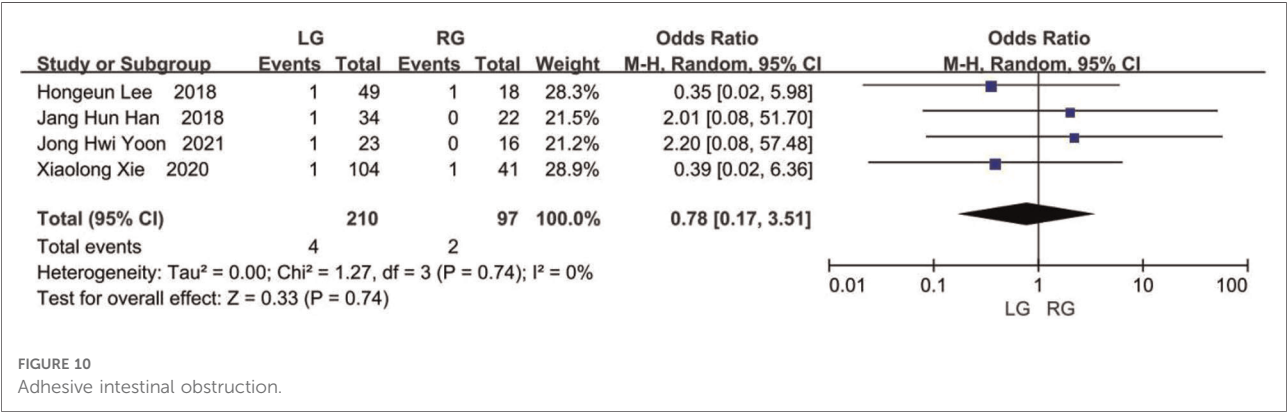 LG RG Odds Ratio Odds Ratio
Study or Subgroup Events Total Events Total Weight M-H, Random, 95% CI M-H, Random, 95% CI
Hongeun Lee 2018 1 49 1 18 28.3% 0.35 [0.02, 5.98]
Jang Hun Han 2018 1 34 0 22 21.5% 2.01 [0.08, 51.70]
Jong Hwi Yoon 2021 1 23 0 16 21.2% 2.20 [0.08, 57.48]
Xiaolong Xie 2020 1 104 1 41 28.9% 0.39 [0.02, 6.36]
Total (95% CI) 210 97 100.0% 0.78 [0.17, 3.51]
Total events 4 2
Heterogeneity: Tau² = 0.00; Chi² = 1.27, df = 3 (P = 0.74); I² = 0%
Test for overall effect: Z = 0.33 (P = 0.74)
0.01 0.1 1 10 100
LG RG
FIGURE 10
Adhesive intestinal obstruction.